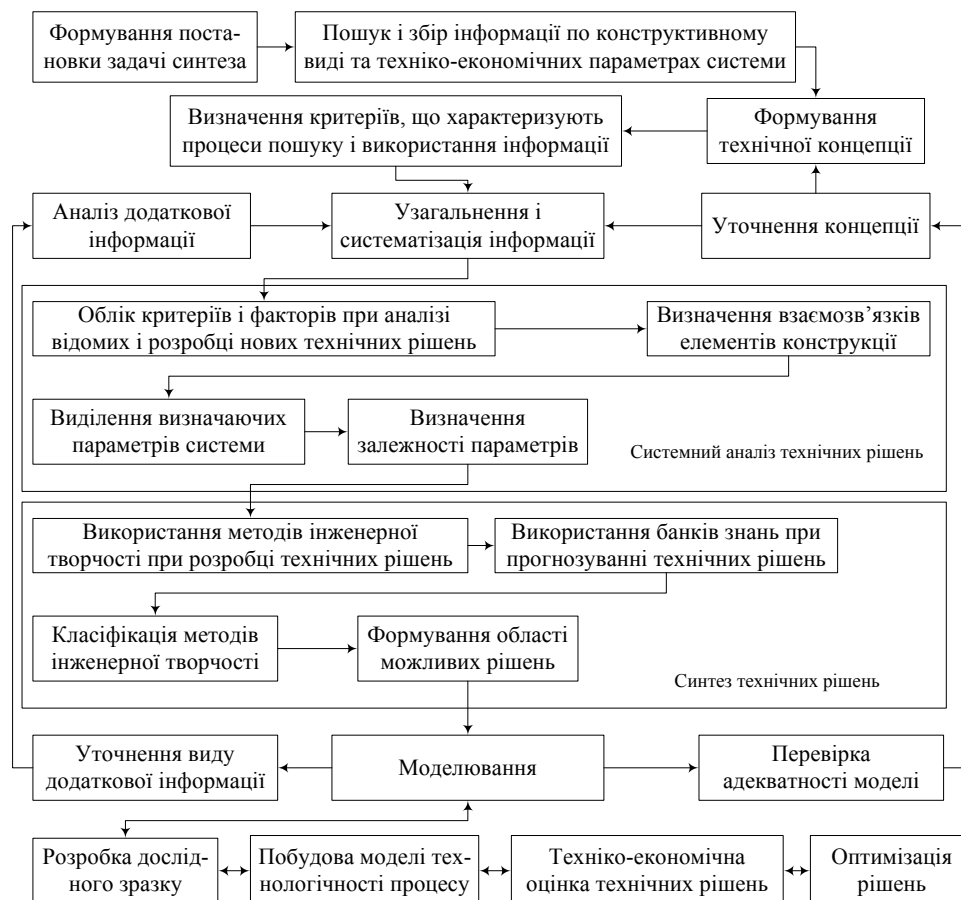 Формування поста-
новки задачі синтеза
Пошук і збір інформації по конструктивному
виді та техніко-економічних параметрах системи
Визначення критеріїв, що характеризують
процеси пошуку і використання інформації
Формування
технічної концепції
Аналіз додаткової
інформації
Узагальнення і
систематізація інформації
Уточнення концепції
Облік критеріїв і факторів при аналізі
відомих і розробці нових технічних рішень
Визначення взаємозв’язків
елементів конструкції
Виділення визначаючих
параметрів системи
Визначення
залежності параметрів
Системний аналіз технічних рішень
Використання методів інженерної
творчості при розробці технічних рішень
Використання банків знань при
прогнозуванні технічних рішень
Класіфікація методів
інженерної творчості
Формування області
можливих рішень
Синтез технічних рішень
Уточнення виду
додаткової інформації
Моделювання
Перевірка
адекватності моделі
Розробка дослід-
ного зразку
Побудова моделі тех-
нологічності процесу
Техніко-економічна
оцінка технічних рішень
Оптимізація
рішень